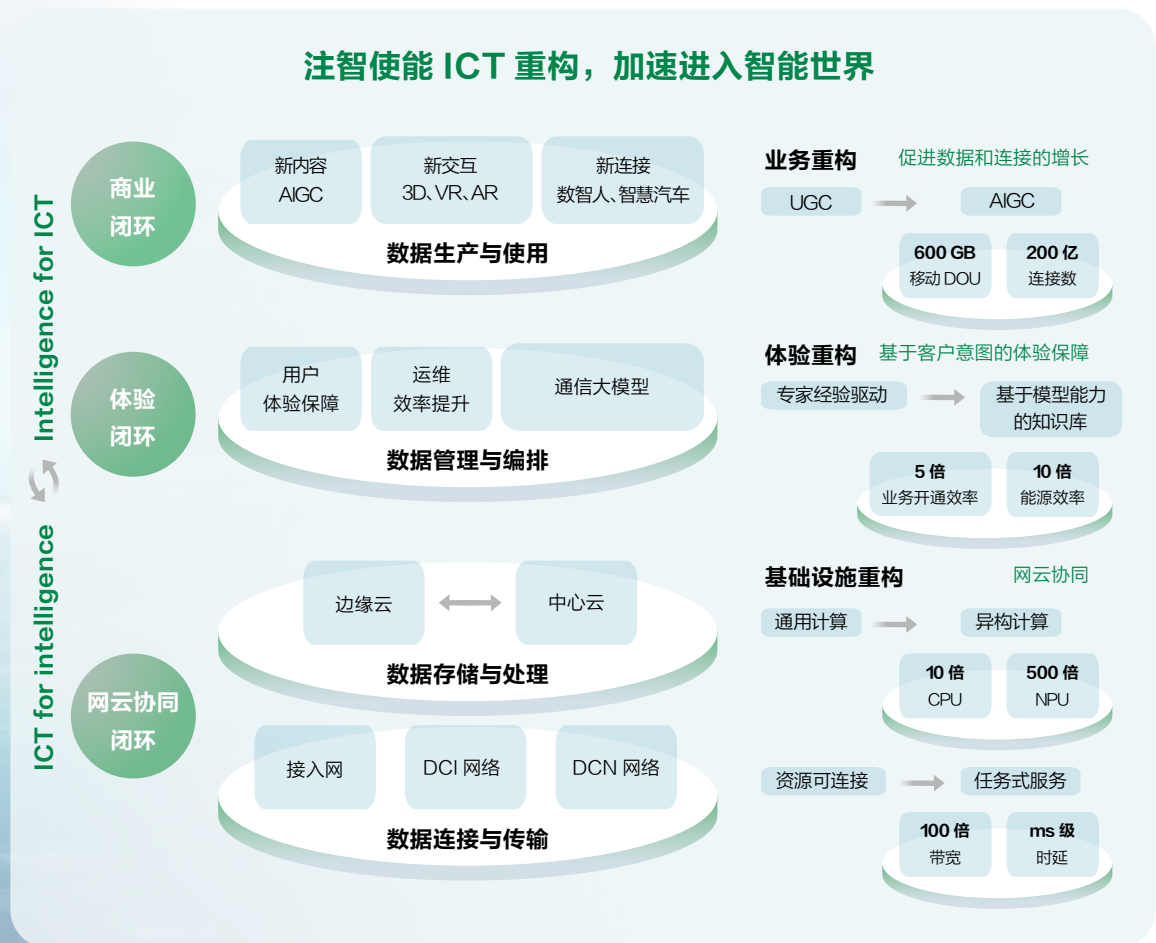 注智使能 ICT 重构，加速进入智能世界
Intelligence for ICT
ICT for intelligence
商业
闭环
新内容
AIGC
新交互
3D、VR、AR
新连接
数智人、智慧汽车
数据生产与使用
业务重构
促进数据和连接的增长
UGC
AIGC
600 GB
移动 DOU
200 亿
连接数
体验
闭环
用户
体验保障
运维
效率提升
通信大模型
数据管理与编排
体验重构
基于客户意图的体验保障
专家经验驱动
基于模型能力
的知识库
5 倍
业务开通效率
10 倍
能源效率
网云协同
闭环
边缘云
中心云
数据存储与处理
接入网
DCI 网络
DCN 网络
数据连接与传输
基础设施重构
网云协同
通用计算
异构计算
10 倍
CPU
500 倍
NPU
资源可连接
任务式服务
100 倍
带宽
ms 级
时延